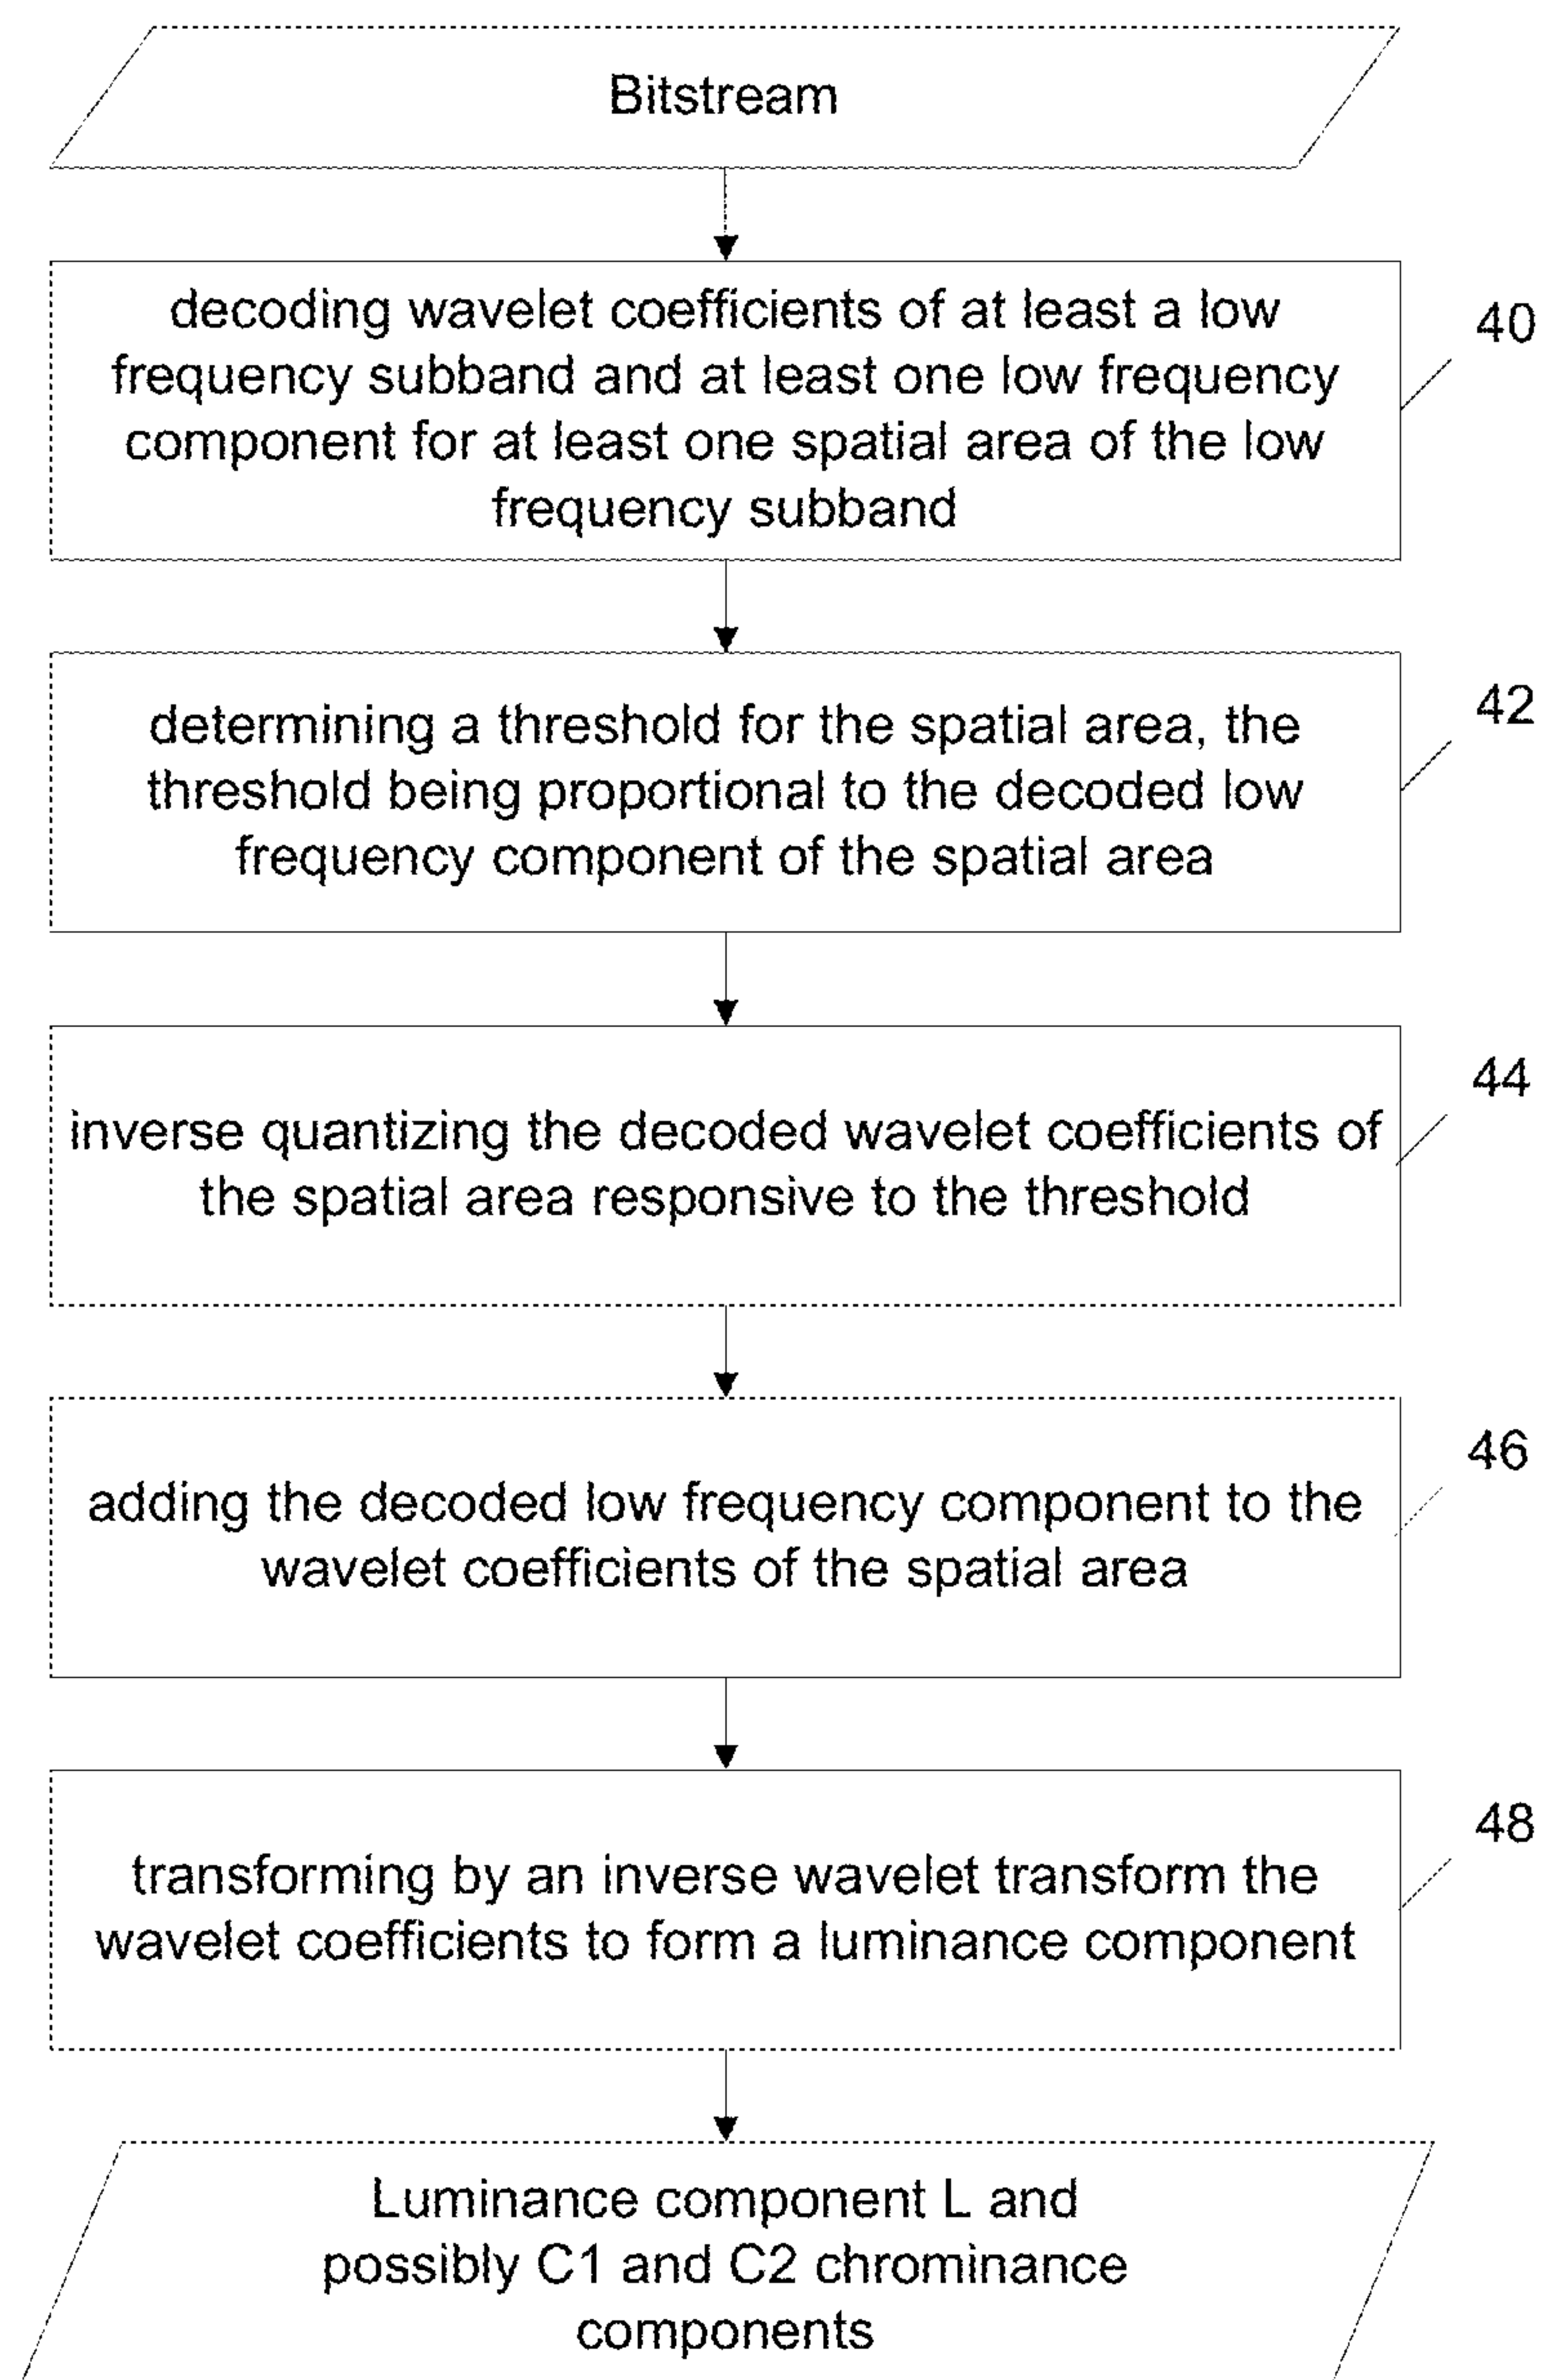 Bitstream
decoding wavelet coefficients of at least a low
frequency subband and at least one low frequency
component for at least one spatial area of the low
frequency subband
40
determining a threshold for the spatial area, the
threshold being proportional to the decoded low
frequency component of the spatial area
42
inverse quantizing the decoded wavelet coefficients of
the spatial area responsive to the threshold
44
adding the decoded low frequency component to the
wavelet coefficients of the spatial area
46
transforming by an inverse wavelet transform the
wavelet coefficients to form a luminance component
48
Luminance component L and
possibly C1 and C2 chrominance
components